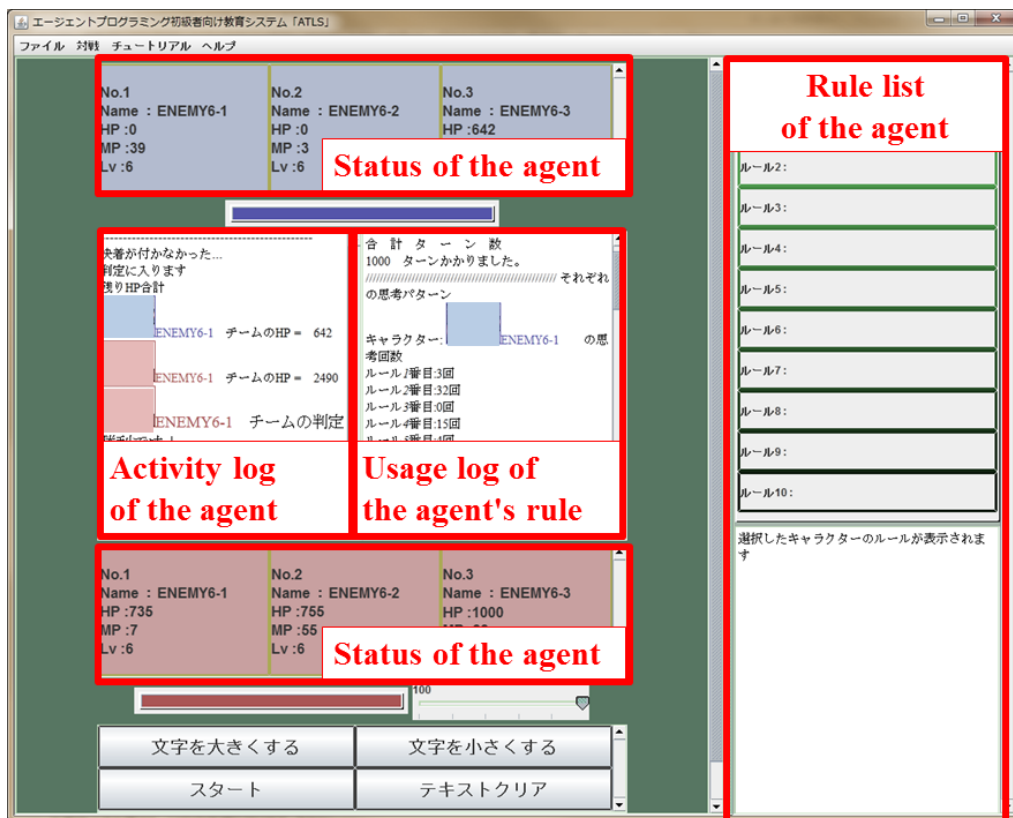 エージェントプログラミング初級者向け教育システム「ATLS」
ファイル 対戦 チュートリアル ヘルプ
No.1
Name : ENEMY6-1
HP :0
MP :39
Lv :6
No.2
Name : ENEMY6-2
HP :0
MP :3
Lv :6
No.3
Name : ENEMY6-3
HP :642
Status of the agent
----------------------------------------------
決着が付かなかった...
判定に入ります
残りHP合計
ENEMY6-1 チームのHP = 642
ENEMY6-1 チームのHP = 2490
ENEMY6-1 チームの判定
勝利です!
Activity log
of the agent
合計ターン数
1000 ターンかかりました。
//////////////////////////////////////////////// それぞれ
の思考パターン
キャラクター: ENEMY6-1 の思
考回数
ルール1番目:3回
ルール2番目:32回
ルール3番目:0回
ルール4番目:15回
Usage log of
the agent's rule
No.1
Name : ENEMY6-1
HP :735
MP :7
Lv :6
No.2
Name : ENEMY6-2
HP :755
MP :55
Lv :6
No.3
Name : ENEMY6-3
HP :1000
Status of the agent
100
文字を大きくする
文字を小さくする
スタート
テキストクリア
Rule list
of the agent
ルール2:
ルール3:
ルール4:
ルール5:
ルール6:
ルール7:
ルール8:
ルール9:
ルール10:
選択したキャラクターのルールが表示されま
す